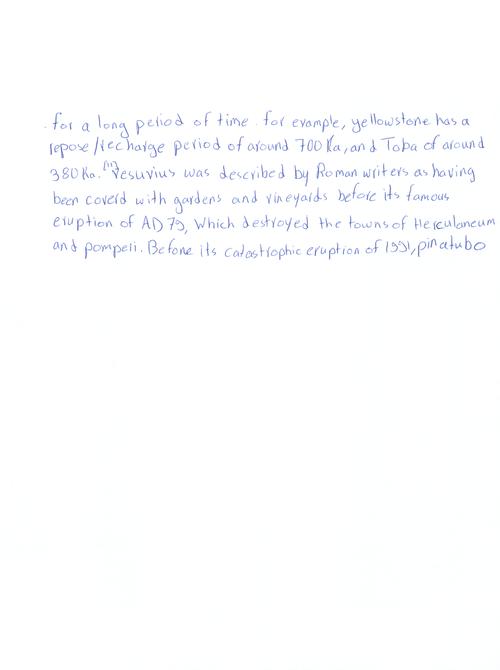 for a long period of time. for example, yellowstone has a
repose/recharge period of around 700 Ka, and Toba of around
380 Ka.[11] Vesuvius was described by Roman writers as having
been coverd with gardens and vineyards before its famous
eruption of AD 79, Which destroyed the towns of Herculaneum
and pompeii. Before its catastrophic eruption of 1991, pinatubo